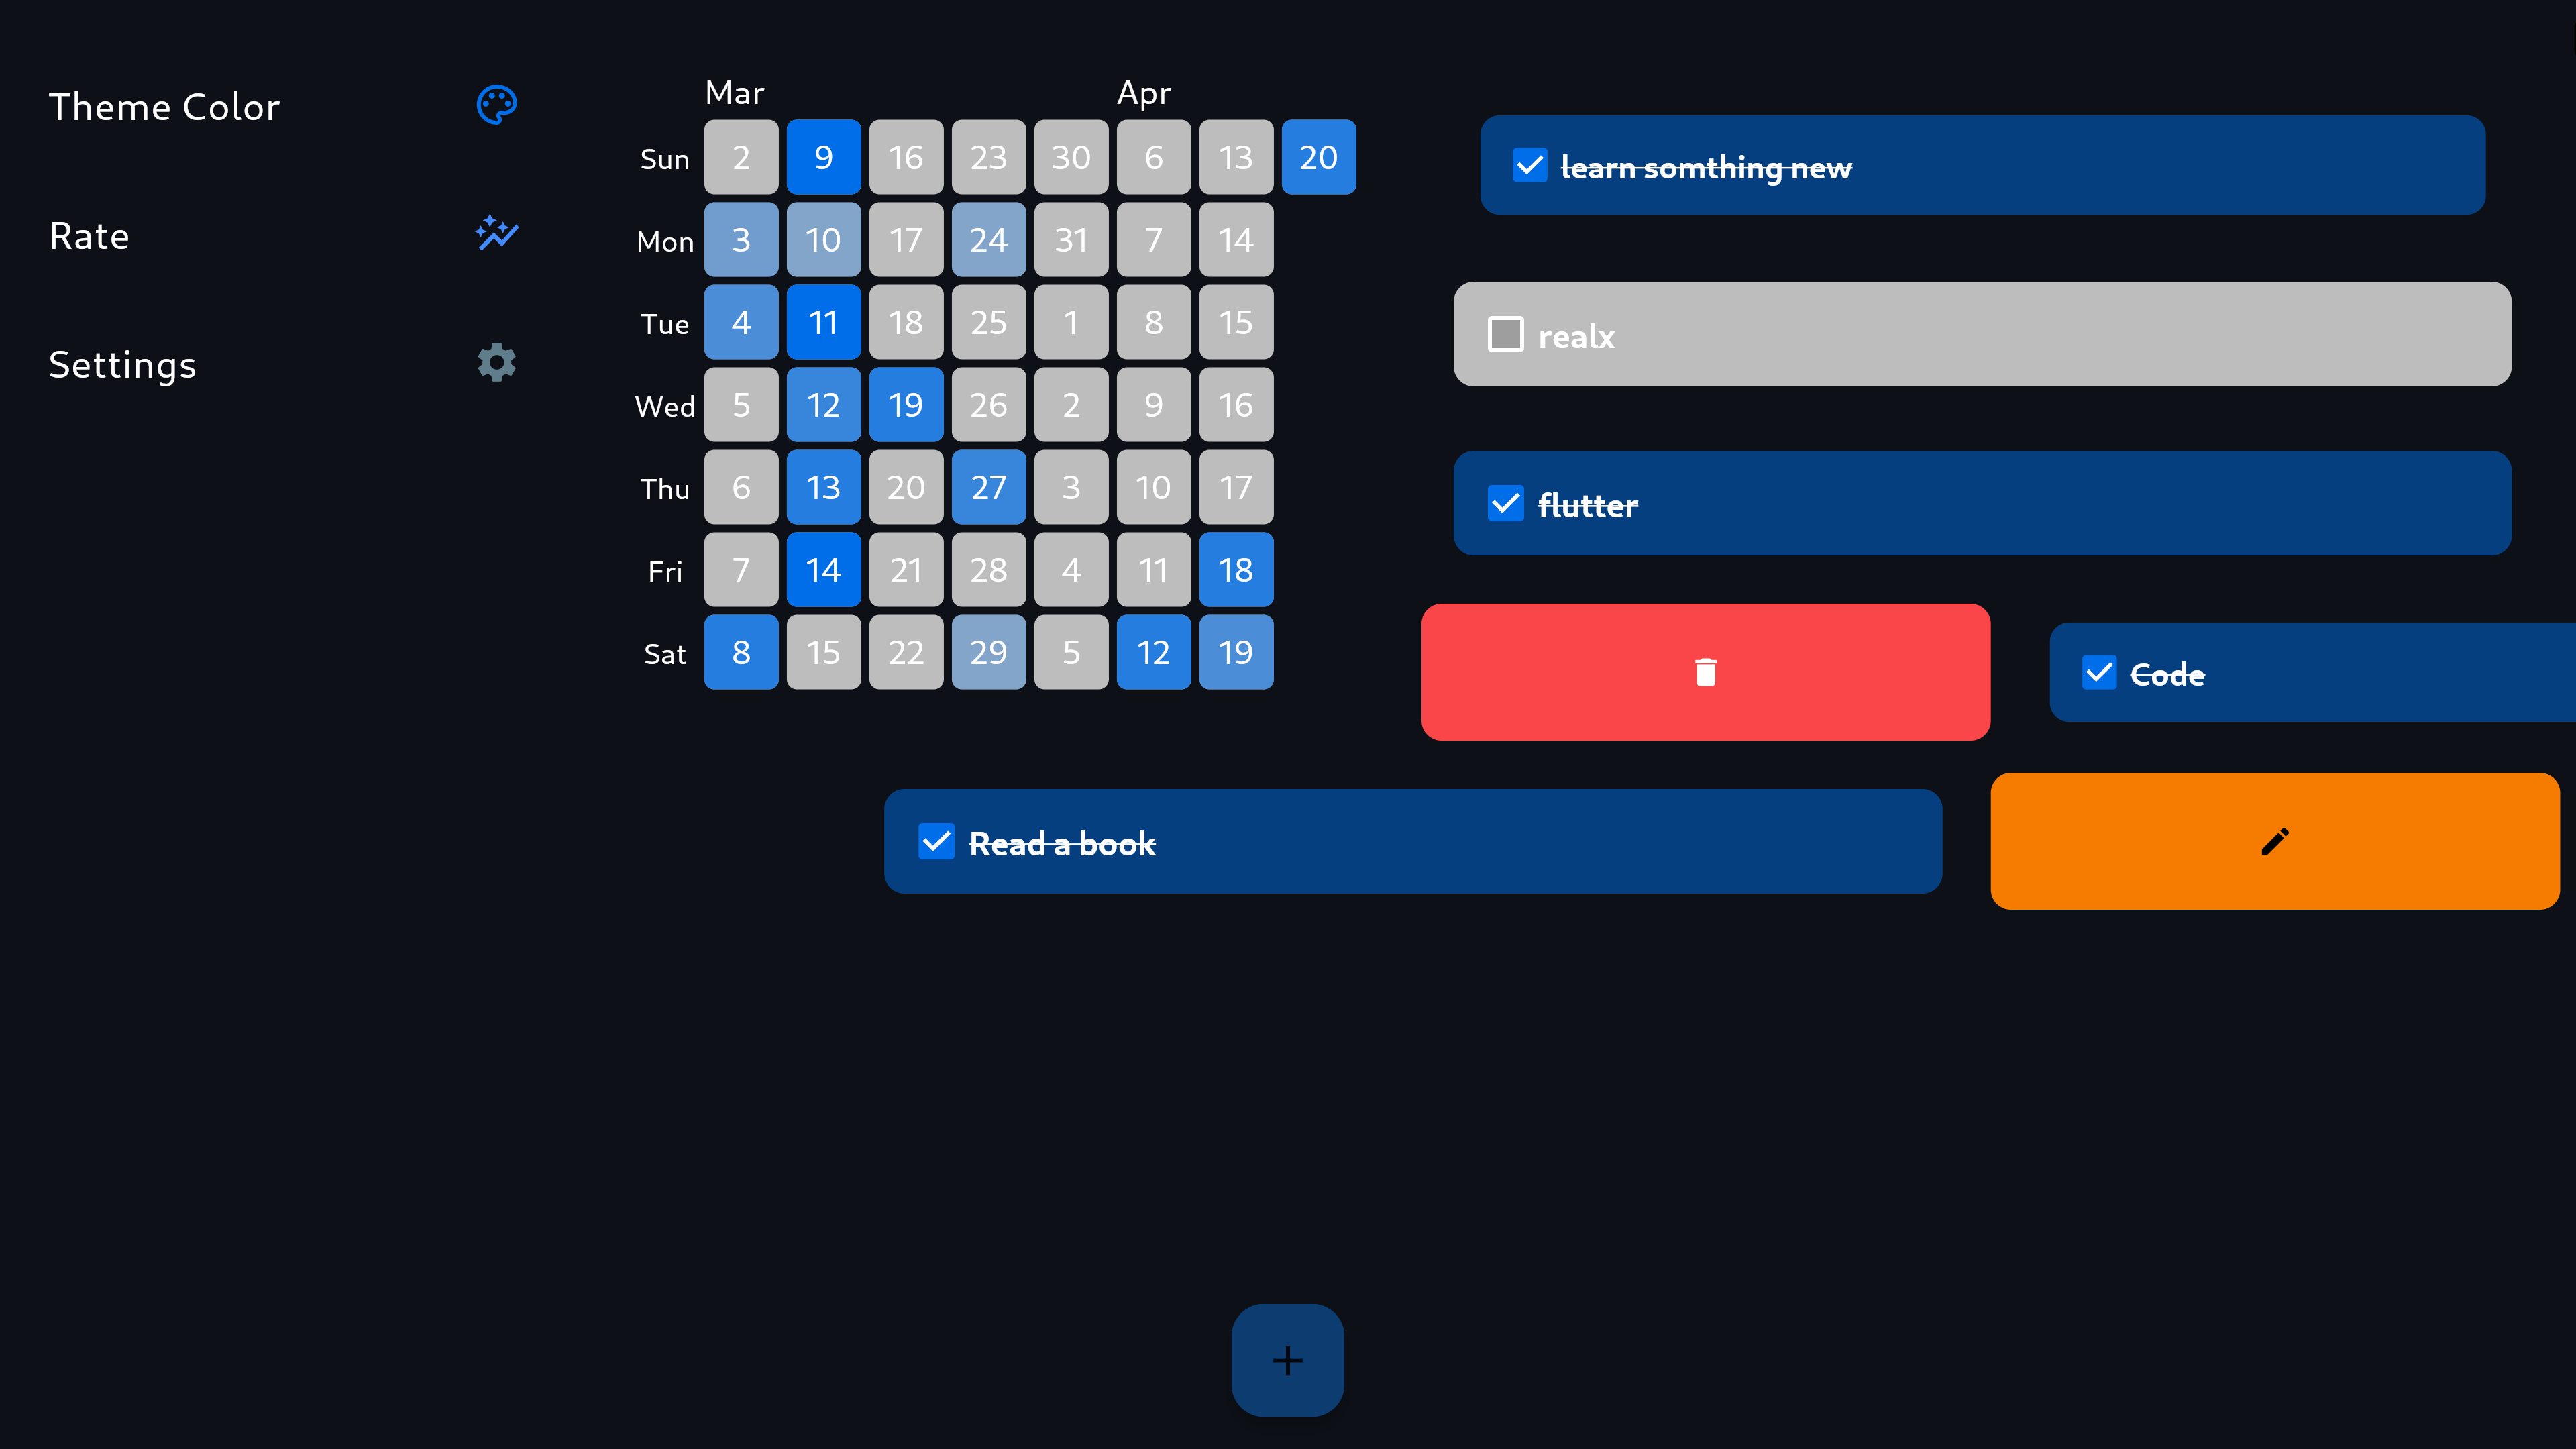 Theme Color
Rate
Settings
Mar Apr
Sun 2 9 16 23 30 6 13 20
Mon 3 10 17 24 31 7 14
Tue 4 11 18 25 1 8 15
Wed 5 12 19 26 2 9 16
Thu 6 13 20 27 3 10 17
Fri 7 14 21 28 4 11 18
Sat 8 15 22 29 5 12 19
learn somthing new
realx
flutter
Code
Read a book